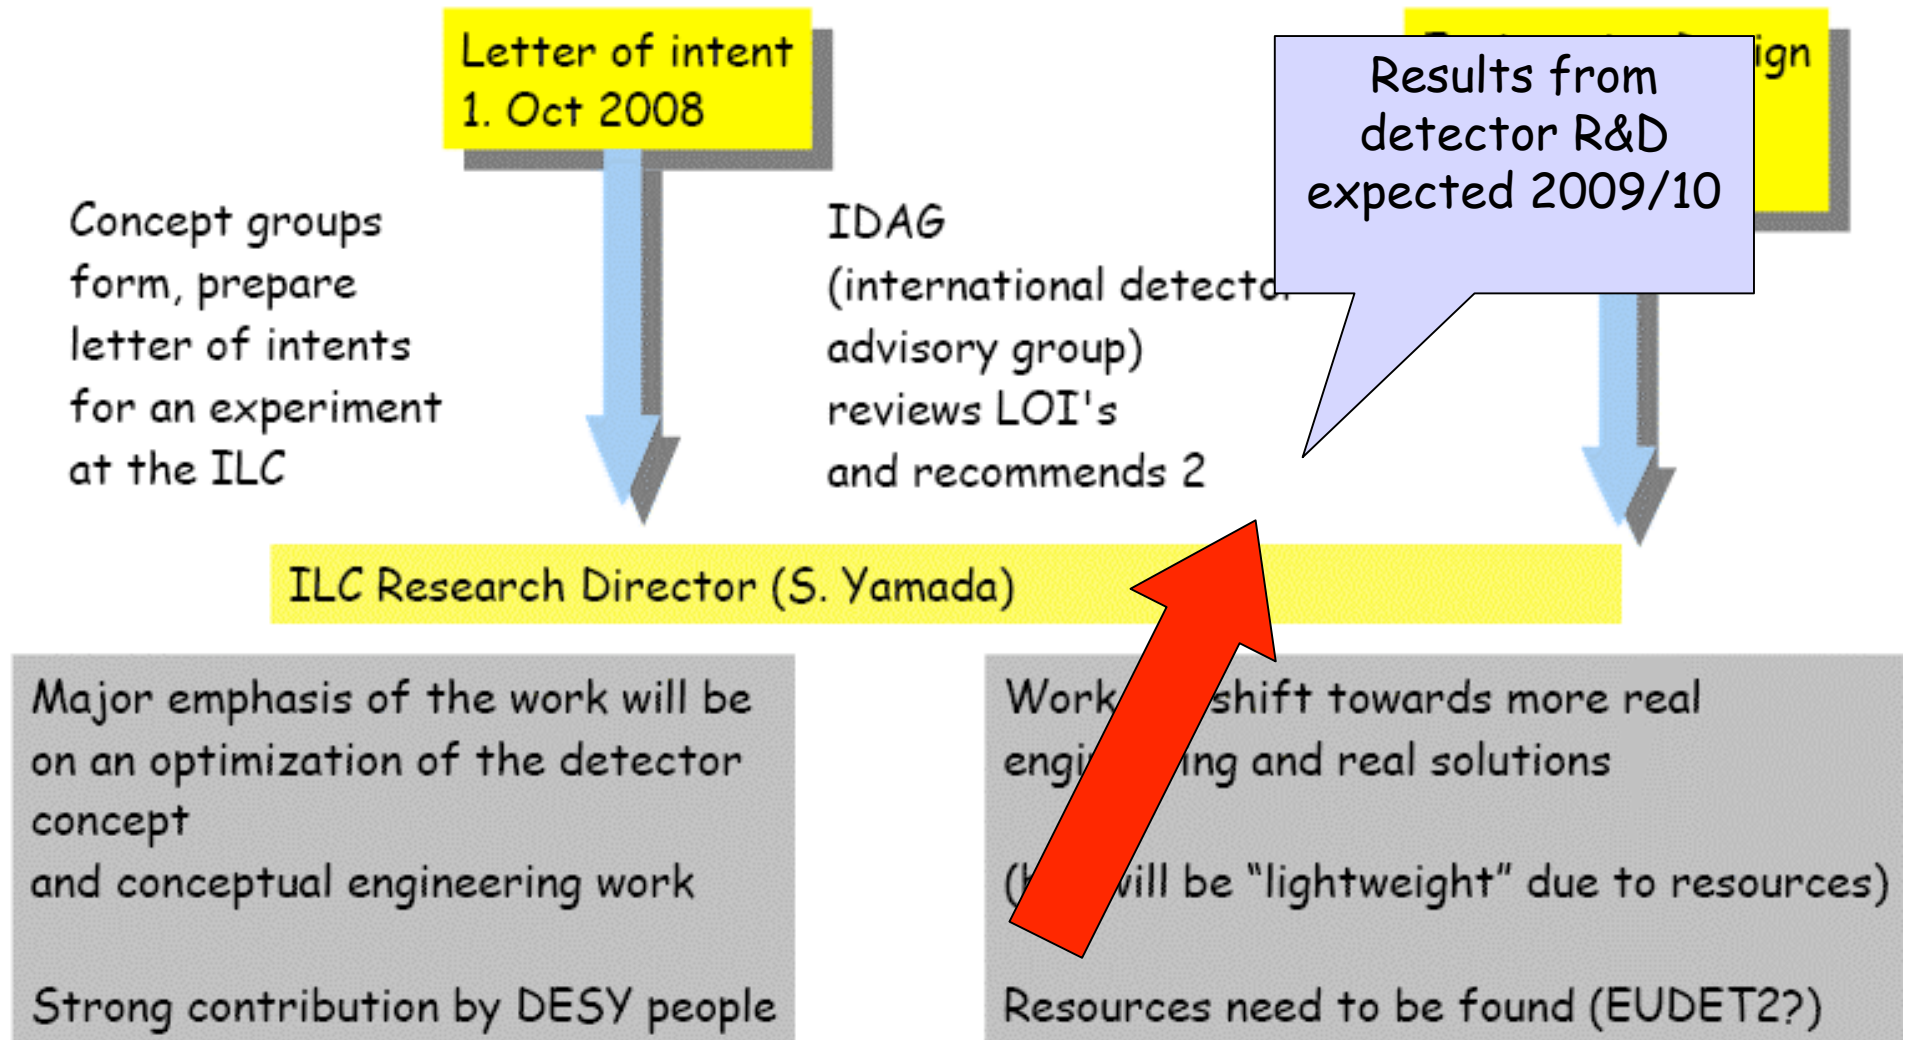 Letter of intent
1. Oct 2008
ign
Results from
detector R&D
expected 2009/10
Concept groups
form, prepare
letter of intents
for an experiment
at the ILC
IDAG
(international
advisory group)
reviews LOI's
and recommends 2
ILC Research Director (S. Yamada)
Major emphasis of the work will be
on an optimization of the detector
concept
and conceptual engineering work
Strong contribution by DESY people
Work shift towards more real
and real solutions
will be “lightweight” due to resources)
Resources need to be found (EUDET2?)